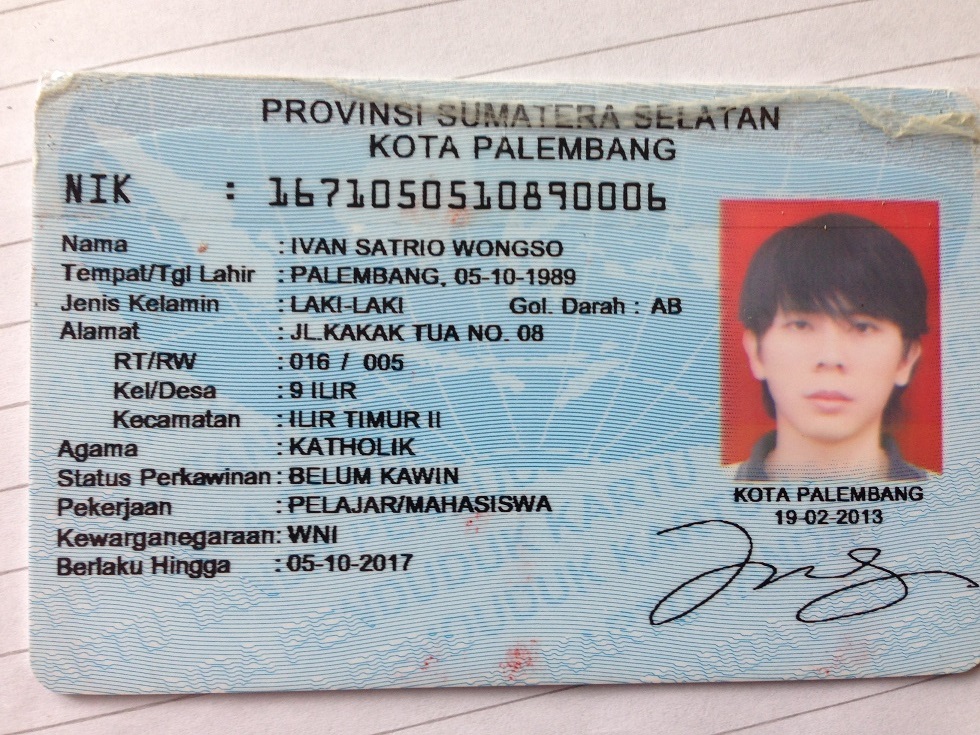 PROVINSI SUMATERA SELATAN
KOTA PALEMBANG
NIK : 1671050510890006
Nama : IVAN SATRIO WONGSO
Tempat/Tgl Lahir : PALEMBANG, 05-10-1989
Jenis Kelamin : LAKI-LAKI Gol. Darah : AB
Alamat : JL.KAKAK TUA NO. 08
RT/RW : 016 / 005
Kel/Desa : 9 ILIR
Kecamatan : ILIR TIMUR II
Agama : KATHOLIK
Status Perkawinan : BELUM KAWIN
Pekerjaan : PELAJAR/MAHASISWA
Kewarganegaraan : WNI
Berlaku Hingga : 05-10-2017
KOTA PALEMBANG
19-02-2013